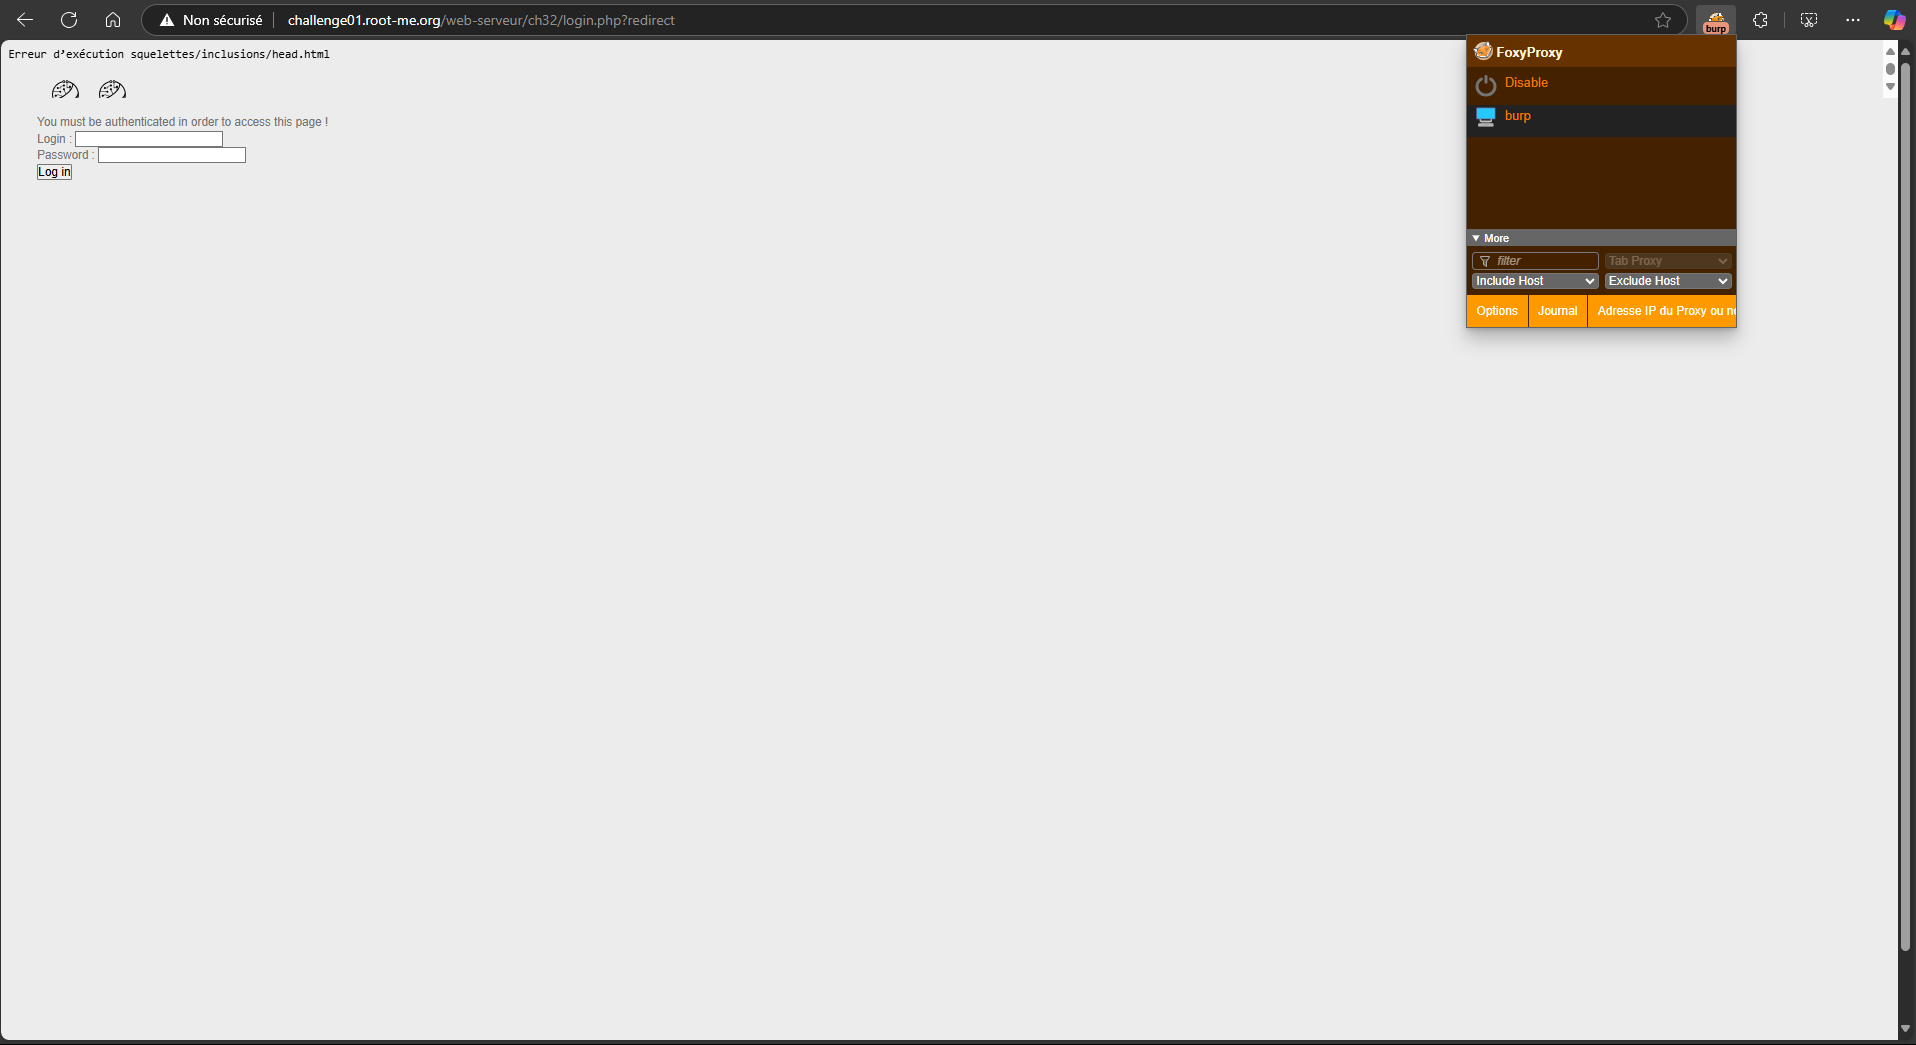 Non sécurisé challenge01.root-me.org/web-serveur/ch32/login.php?redirect
burp
Erreur d’exécution squelettes/inclusions/head.html
You must be authenticated in order to access this page !
Login :
Password :
Log in
FoxyProxy
Disable
burp
More
filter Tab Proxy
Include Host Exclude Host
Options Journal Adresse IP du Proxy ou